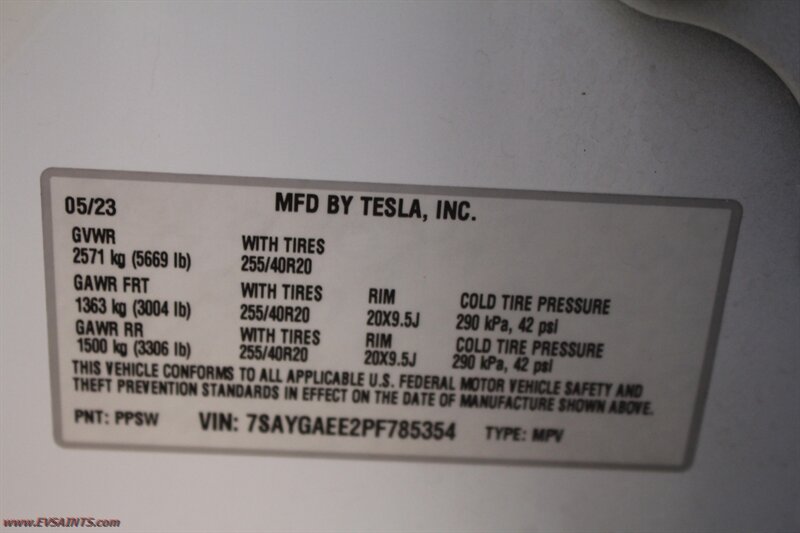 05/23 MFD BY TESLA, INC.
GVWR
2571 kg (5669 lb) WITH TIRES 255/40R20
GAWR FRT
1363 kg (3004 lb) WITH TIRES 255/40R20 RIM 20X9.5J COLD TIRE PRESSURE 290 kPa, 42 psi
GAWR RR
1500 kg (3306 lb) WITH TIRES 255/40R20 RIM 20X9.5J COLD TIRE PRESSURE 290 kPa, 42 psi
THIS VEHICLE CONFORMS TO ALL APPLICABLE U.S. FEDERAL MOTOR VEHICLE SAFETY AND
THEFT PREVENTION STANDARDS IN EFFECT ON THE DATE OF MANUFACTURE SHOWN ABOVE.
PNT: PPSW VIN: 7SAYGAEE2PF785354 TYPE: MPV
www.EVSAINTS.com